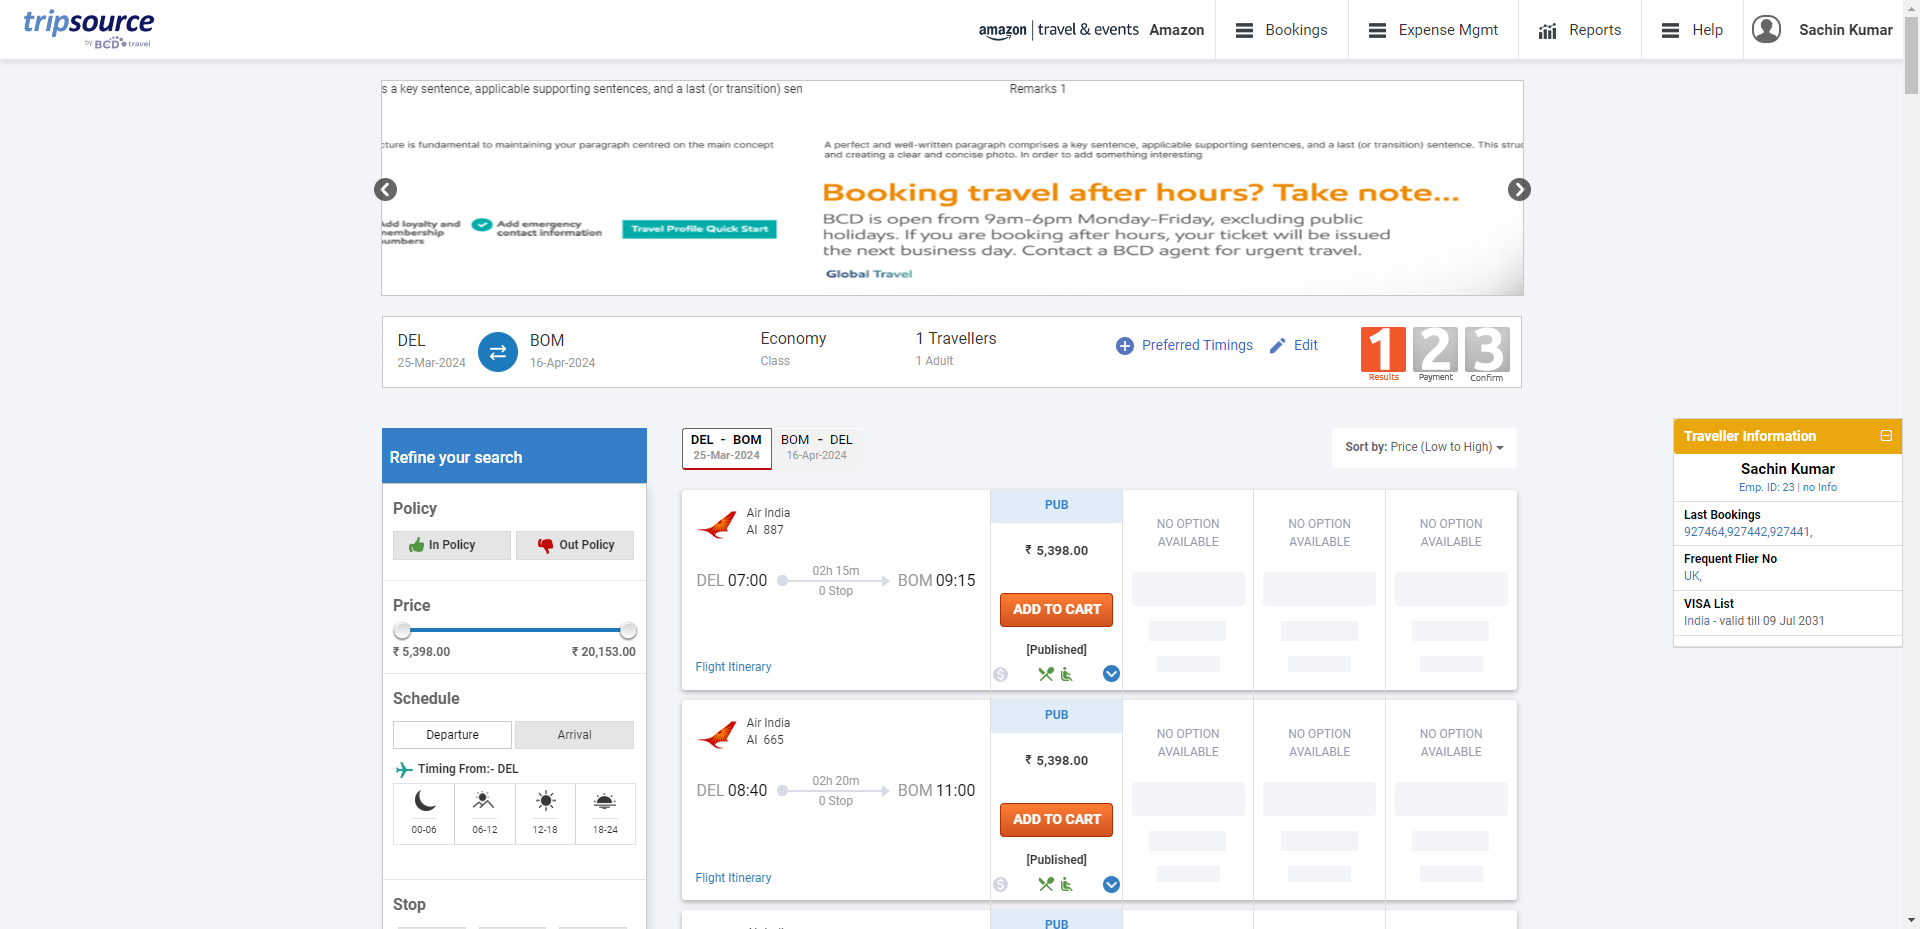 tripsource
by BCD travel
amazon | travel & events Amazon
Bookings
Expense Mgmt
Reports
Help
Sachin Kumar
s a key sentence, applicable supporting sentences, and a last (or transition) sen
Remarks 1
cture is fundamental to maintaining your paragraph centred on the main concept
A perfect and well-written paragraph comprises a key sentence, applicable supporting sentences, and a last (or transition) sentence. This struc
and creating a clear and concise photo. In order to add something interesting
Booking travel after hours? Take note...
BCD is open from 9am-6pm Monday-Friday, excluding public
holidays. If you are booking after hours, your ticket will be issued
the next business day. Contact a BCD agent for urgent travel.
Global Travel
Add loyalty and
membership
numbers
Add emergency
contact information
Travel Profile Quick Start
DEL
25-Mar-2024
BOM
16-Apr-2024
Economy
Class
1 Travellers
1 Adult
Preferred Timings
Edit
1
Results
2
Payment
3
Confirm
Refine your search
Policy
In Policy
Out Policy
Price
₹ 5,398.00
₹ 20,153.00
Schedule
Departure
Arrival
Timing From:- DEL
00-06
06-12
12-18
18-24
Stop
DEL - BOM
25-Mar-2024
BOM - DEL
16-Apr-2024
Sort by: Price (Low to High)
Air India
AI 887
DEL 07:00
02h 15m
0 Stop
BOM 09:15
Flight Itinerary
PUB
₹ 5,398.00
ADD TO CART
[Published]
NO OPTION
AVAILABLE
NO OPTION
AVAILABLE
NO OPTION
AVAILABLE
Air India
AI 665
DEL 08:40
02h 20m
0 Stop
BOM 11:00
Flight Itinerary
PUB
₹ 5,398.00
ADD TO CART
[Published]
NO OPTION
AVAILABLE
NO OPTION
AVAILABLE
NO OPTION
AVAILABLE
PUB
Traveller Information
Sachin Kumar
Emp. ID: 23 | no Info
Last Bookings
927464,927442,927441,
Frequent Flier No
UK,
VISA List
India - valid till 09 Jul 2031